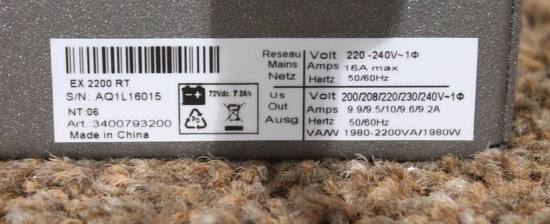 EX 2200 RT
S/N: AQ1L16015
NT:06
Art.:3400793200
Made in China
72Vdc 7.2Ah
Pb
Reseau Volt 220 -240V~1Φ
Mains Amps 16A max
Netz Hertz 50/60Hz
Us Volt 200/208/220/230/240V~1Φ
Out Amps 9.9/9.5/10/9.6/9.2A
Ausg Hertz 50/60Hz
VA/W 1980-2200VA/1980W